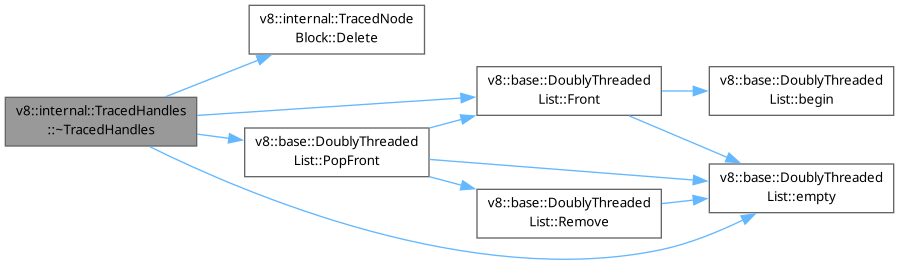 v8::internal::TracedNode
Block::Delete
v8::internal::TracedHandles
::~TracedHandles
v8::base::DoublyThreaded
List::PopFront
v8::base::DoublyThreaded
List::Front
v8::base::DoublyThreaded
List::Remove
v8::base::DoublyThreaded
List::begin
v8::base::DoublyThreaded
List::empty